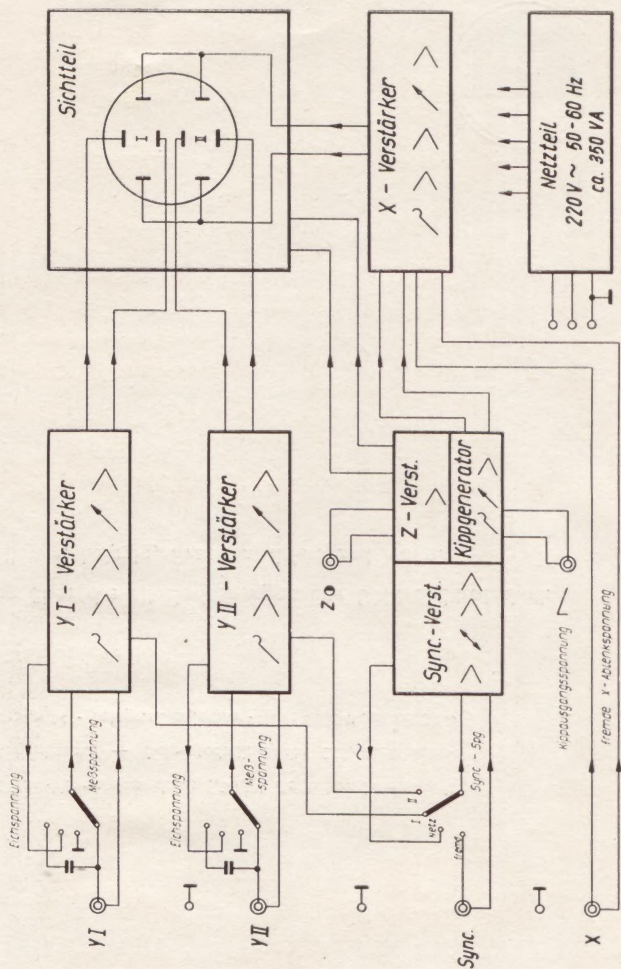 Sichtteil
I
II
X - Verstärker
Netzteil
220 V ~ 50-60 Hz
ca. 350 VA
Y I - Verstärker
Y II - Verstärker
Z
Z - Verst.
Kippgenerator
Sync.-Verst.
Eichspannung
Meßspannung
Eichspannung
Meß-
spannung
~
II
I
Netz
fremd
Sync - Spg
Kippausgangsspannung
fremde X - Ablenkspannung
Y I
Y II
Sync.
X